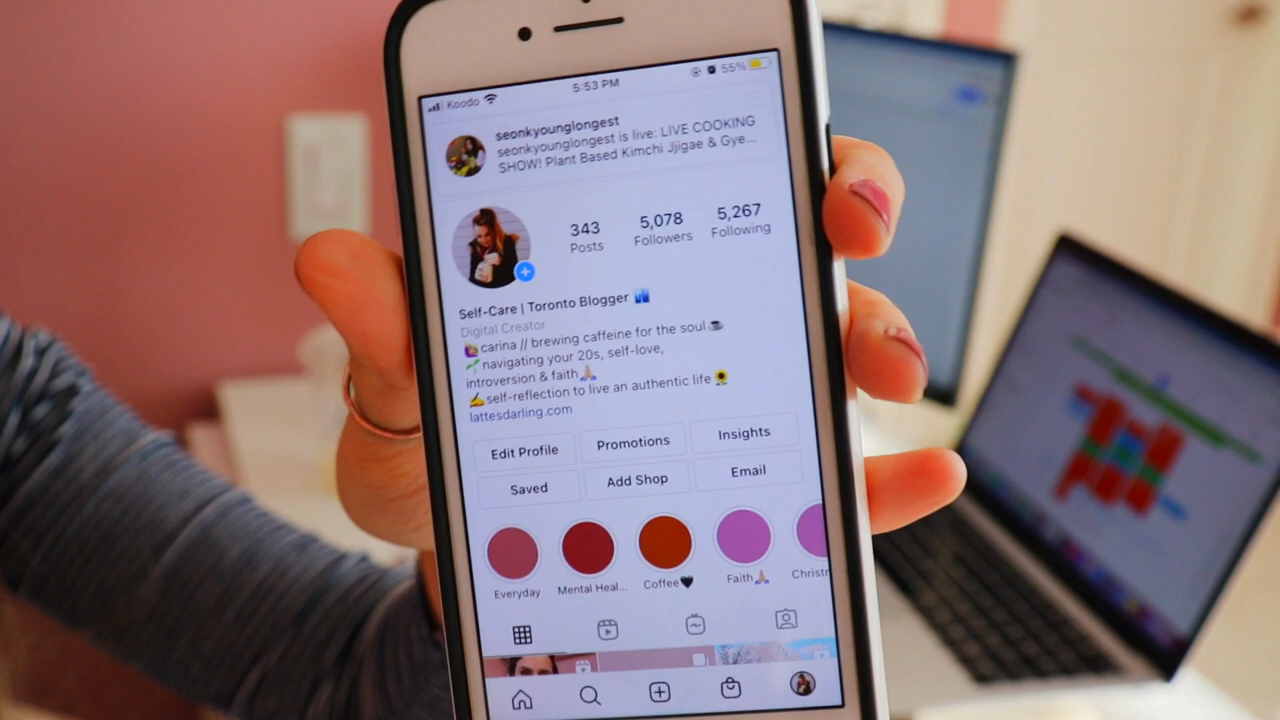 Koodo 5:53 PM 55%
seonkyounglongest
seonkyounglongest is live: LIVE COOKING
SHOW! Plant Based Kimchi Jjigae & Gye...
343 5,078 5,267
Posts Followers Following
Self-Care | Toronto Blogger 🏙️
Digital Creator
🙋🏽‍♀️carina // brewing caffeine for the soul☕
🌱navigating your 20s, self-love,
introversion & faith🙏🏼
✍️self-reflection to live an authentic life🌻
lattesdarling.com
Edit Profile Promotions Insights
Saved Add Shop Email
Everyday Mental Heal... Coffee🖤 Faith🙏🏼 Christr